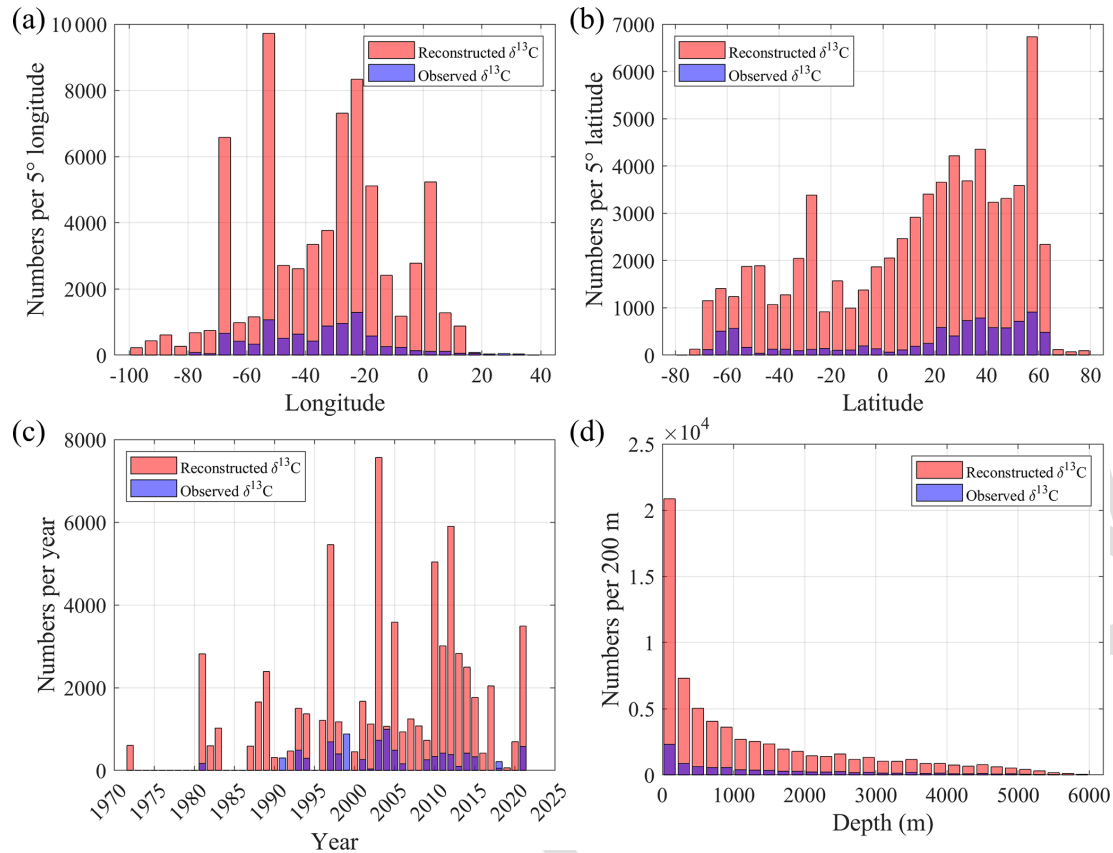 (a)
10 000
8000
6000
4000
2000
0
Numbers per 5° longitude
Reconstructed δ¹³C
Observed δ¹³C
-100 -80 -60 -40 -20 0 20 40
Longitude
(b)
7000
6000
5000
4000
3000
2000
1000
0
Numbers per 5° latitude
Reconstructed δ¹³C
Observed δ¹³C
-80 -60 -40 -20 0 20 40 60 80
Latitude
(c)
8000
6000
4000
2000
0
Numbers per year
Reconstructed δ¹³C
Observed δ¹³C
1970 1975 1980 1985 1990 1995 2000 2005 2010 2015 2020 2025
Year
(d)
×10⁴
2.5
2
1.5
1
0.5
0
Numbers per 200 m
Reconstructed δ¹³C
Observed δ¹³C
0 1000 2000 3000 4000 5000 6000
Depth (m)